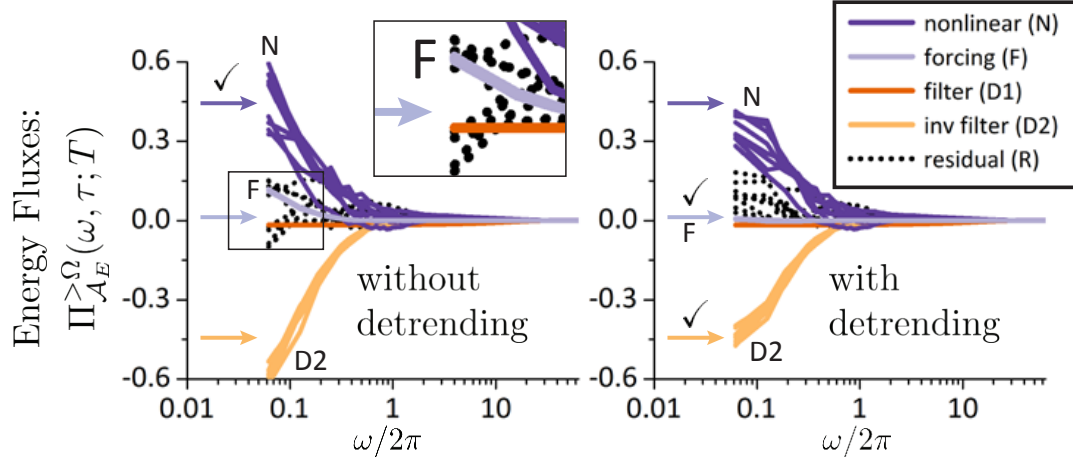 Energy Fluxes:
Π^{>Ω}_{𝒜_E}(ω, τ; T)
N
✓
F
0.6
0.3
0.0
-0.3
-0.6
F
D2
without
detrending
0.01
0.1
1
10
ω/2π
0.6
0.3
0.0
-0.3
-0.6
N
✓
F
✓
D2
with
detrending
0.01
0.1
1
10
ω/2π
nonlinear (N)
forcing (F)
filter (D1)
inv filter (D2)
residual (R)